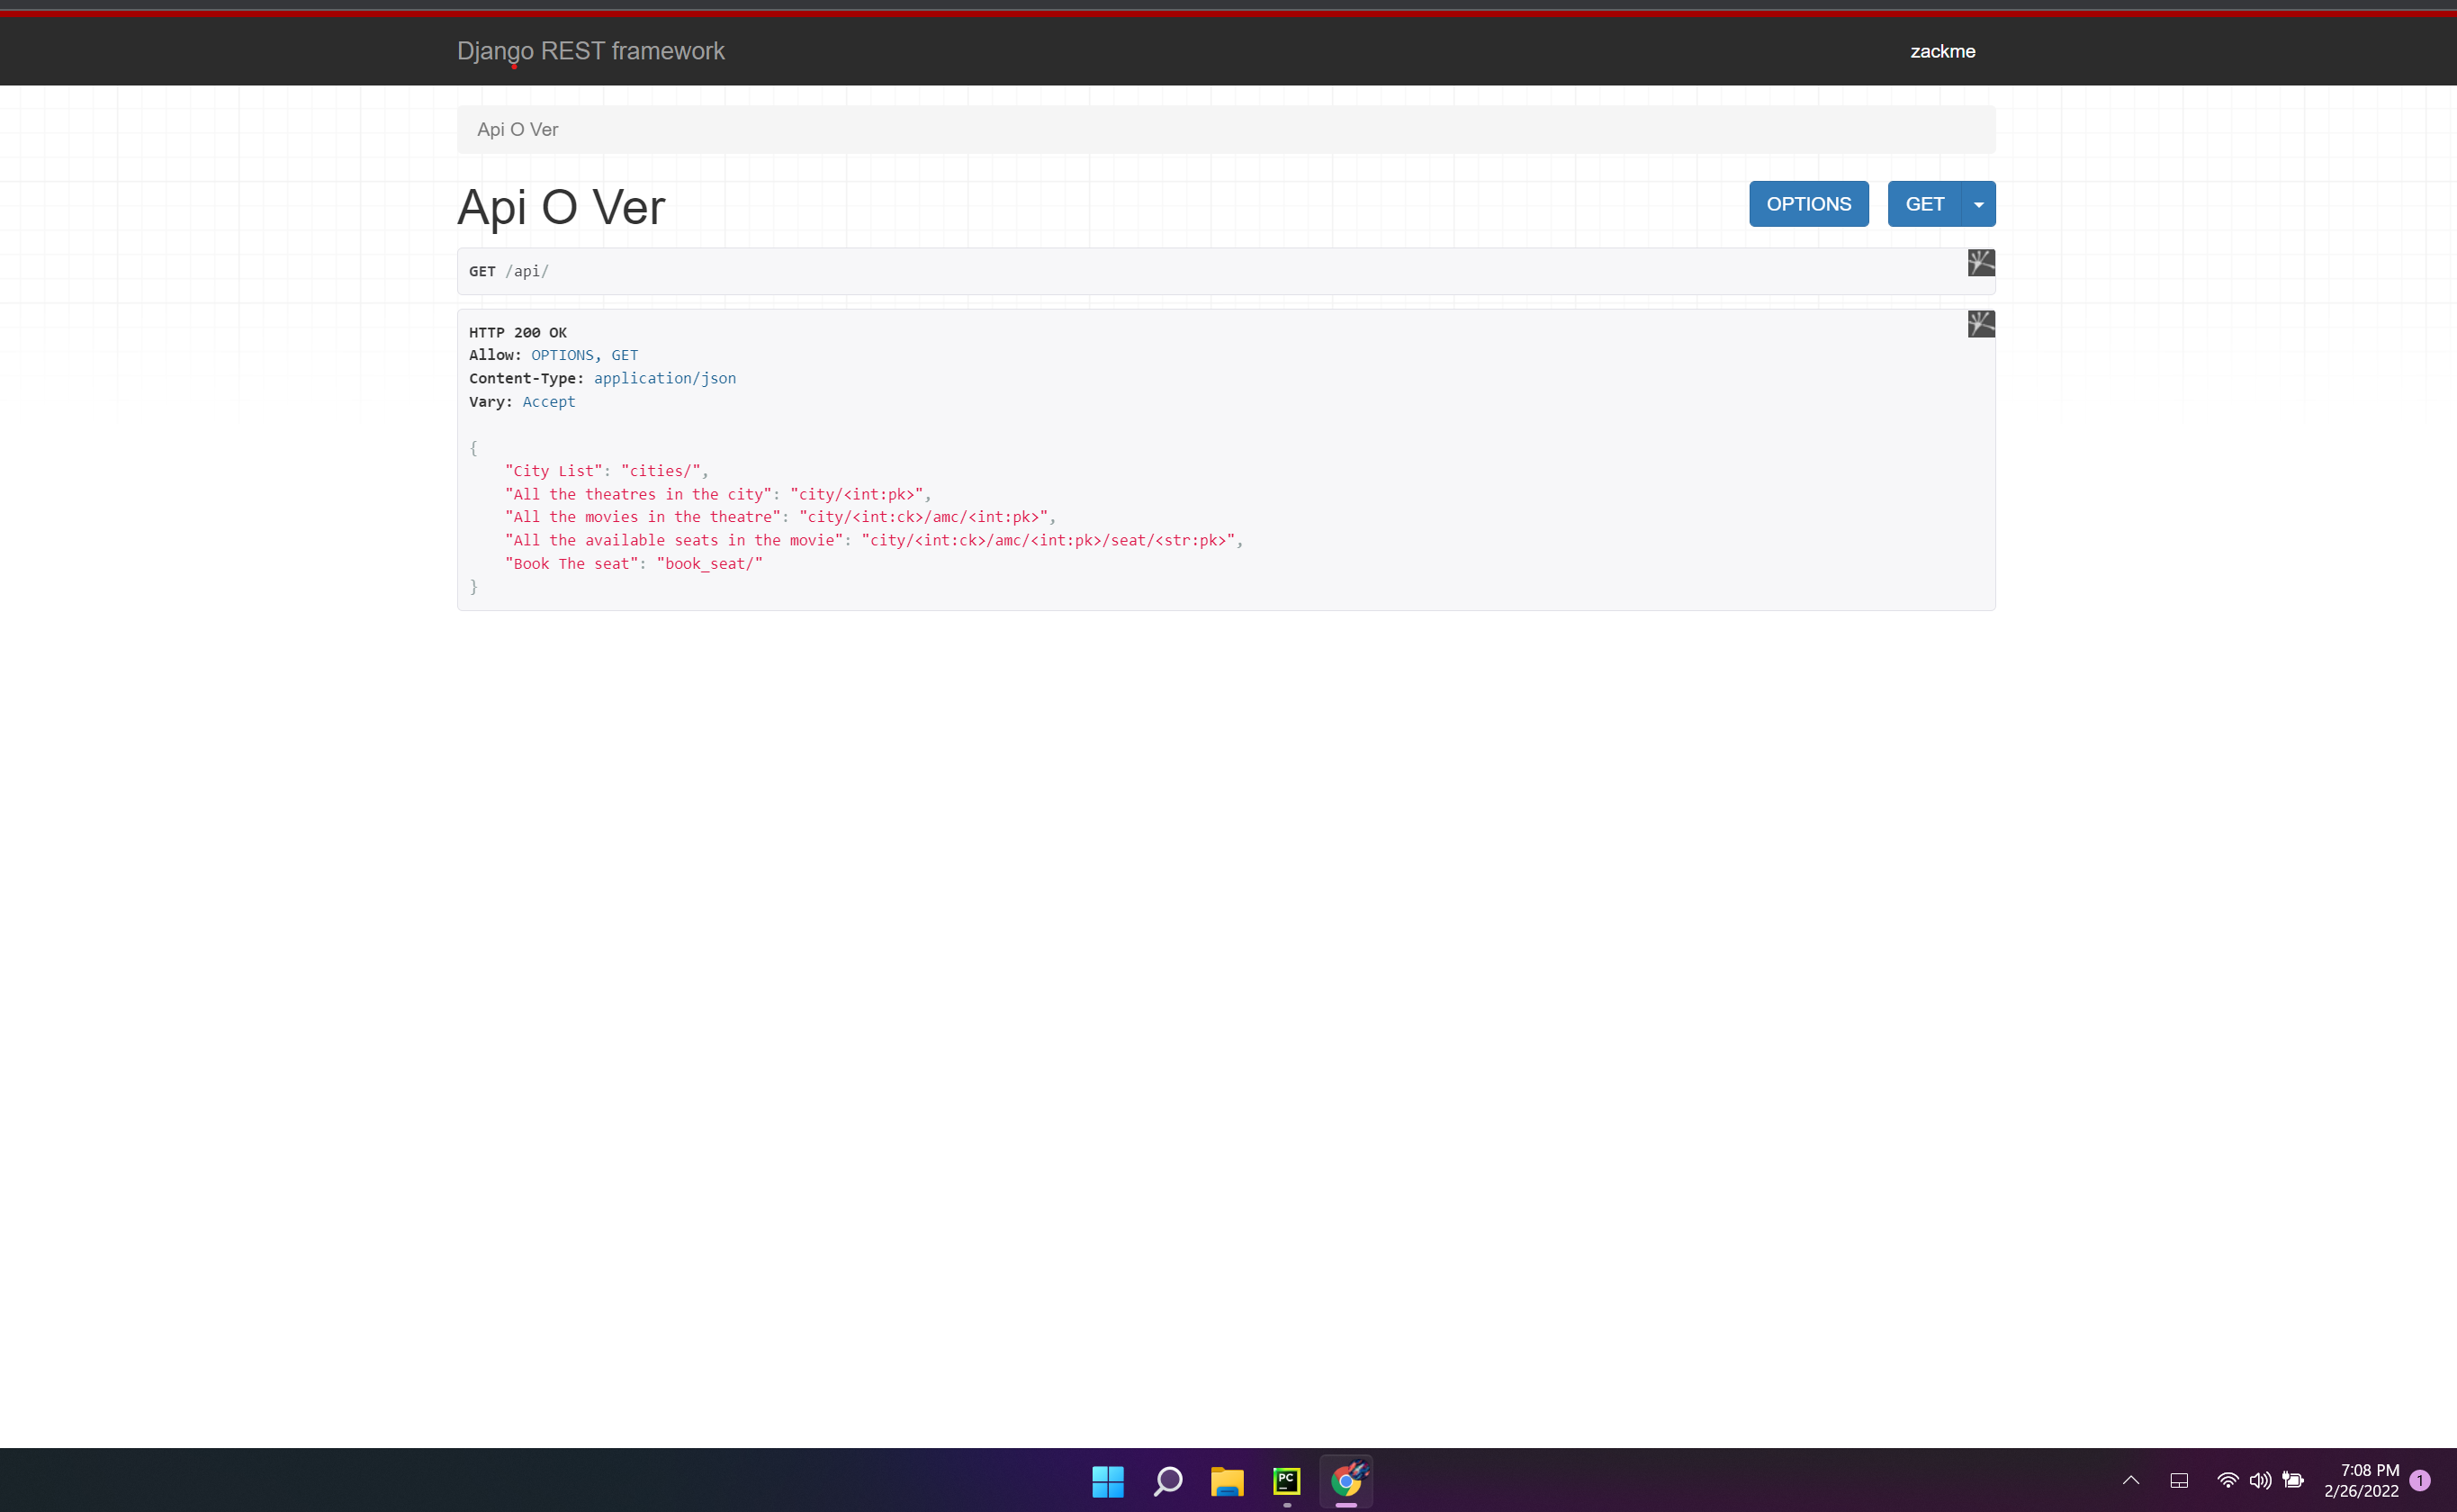 Django REST framework
zackme
Api O Ver
Api O Ver
OPTIONS
GET
GET /api/
HTTP 200 OK
Allow: OPTIONS, GET
Content-Type: application/json
Vary: Accept
{
    "City List": "cities/",
    "All the theatres in the city": "city/<int:pk>",
    "All the movies in the theatre": "city/<int:ck>/amc/<int:pk>",
    "All the available seats in the movie": "city/<int:ck>/amc/<int:pk>/seat/<str:pk>",
    "Book The seat": "book_seat/"
}
PC
7:08 PM
2/26/2022
1